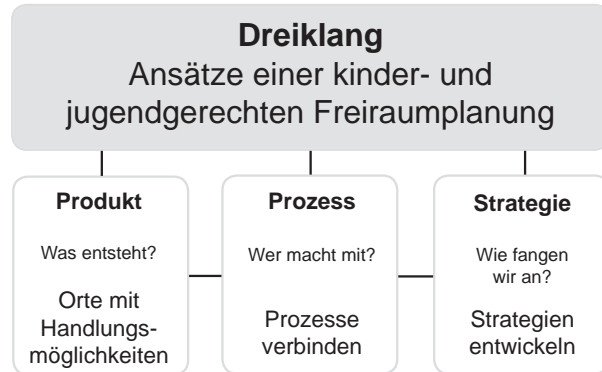 Dreiklang
Ansätze einer kinder- und
jugendgerechten Freiraumplanung
Produkt
Was entsteht?
Orte mit
Handlungs-
möglichkeiten
Prozess
Wer macht mit?
Prozesse
verbinden
Strategie
Wie fangen
wir an?
Strategien
entwickeln